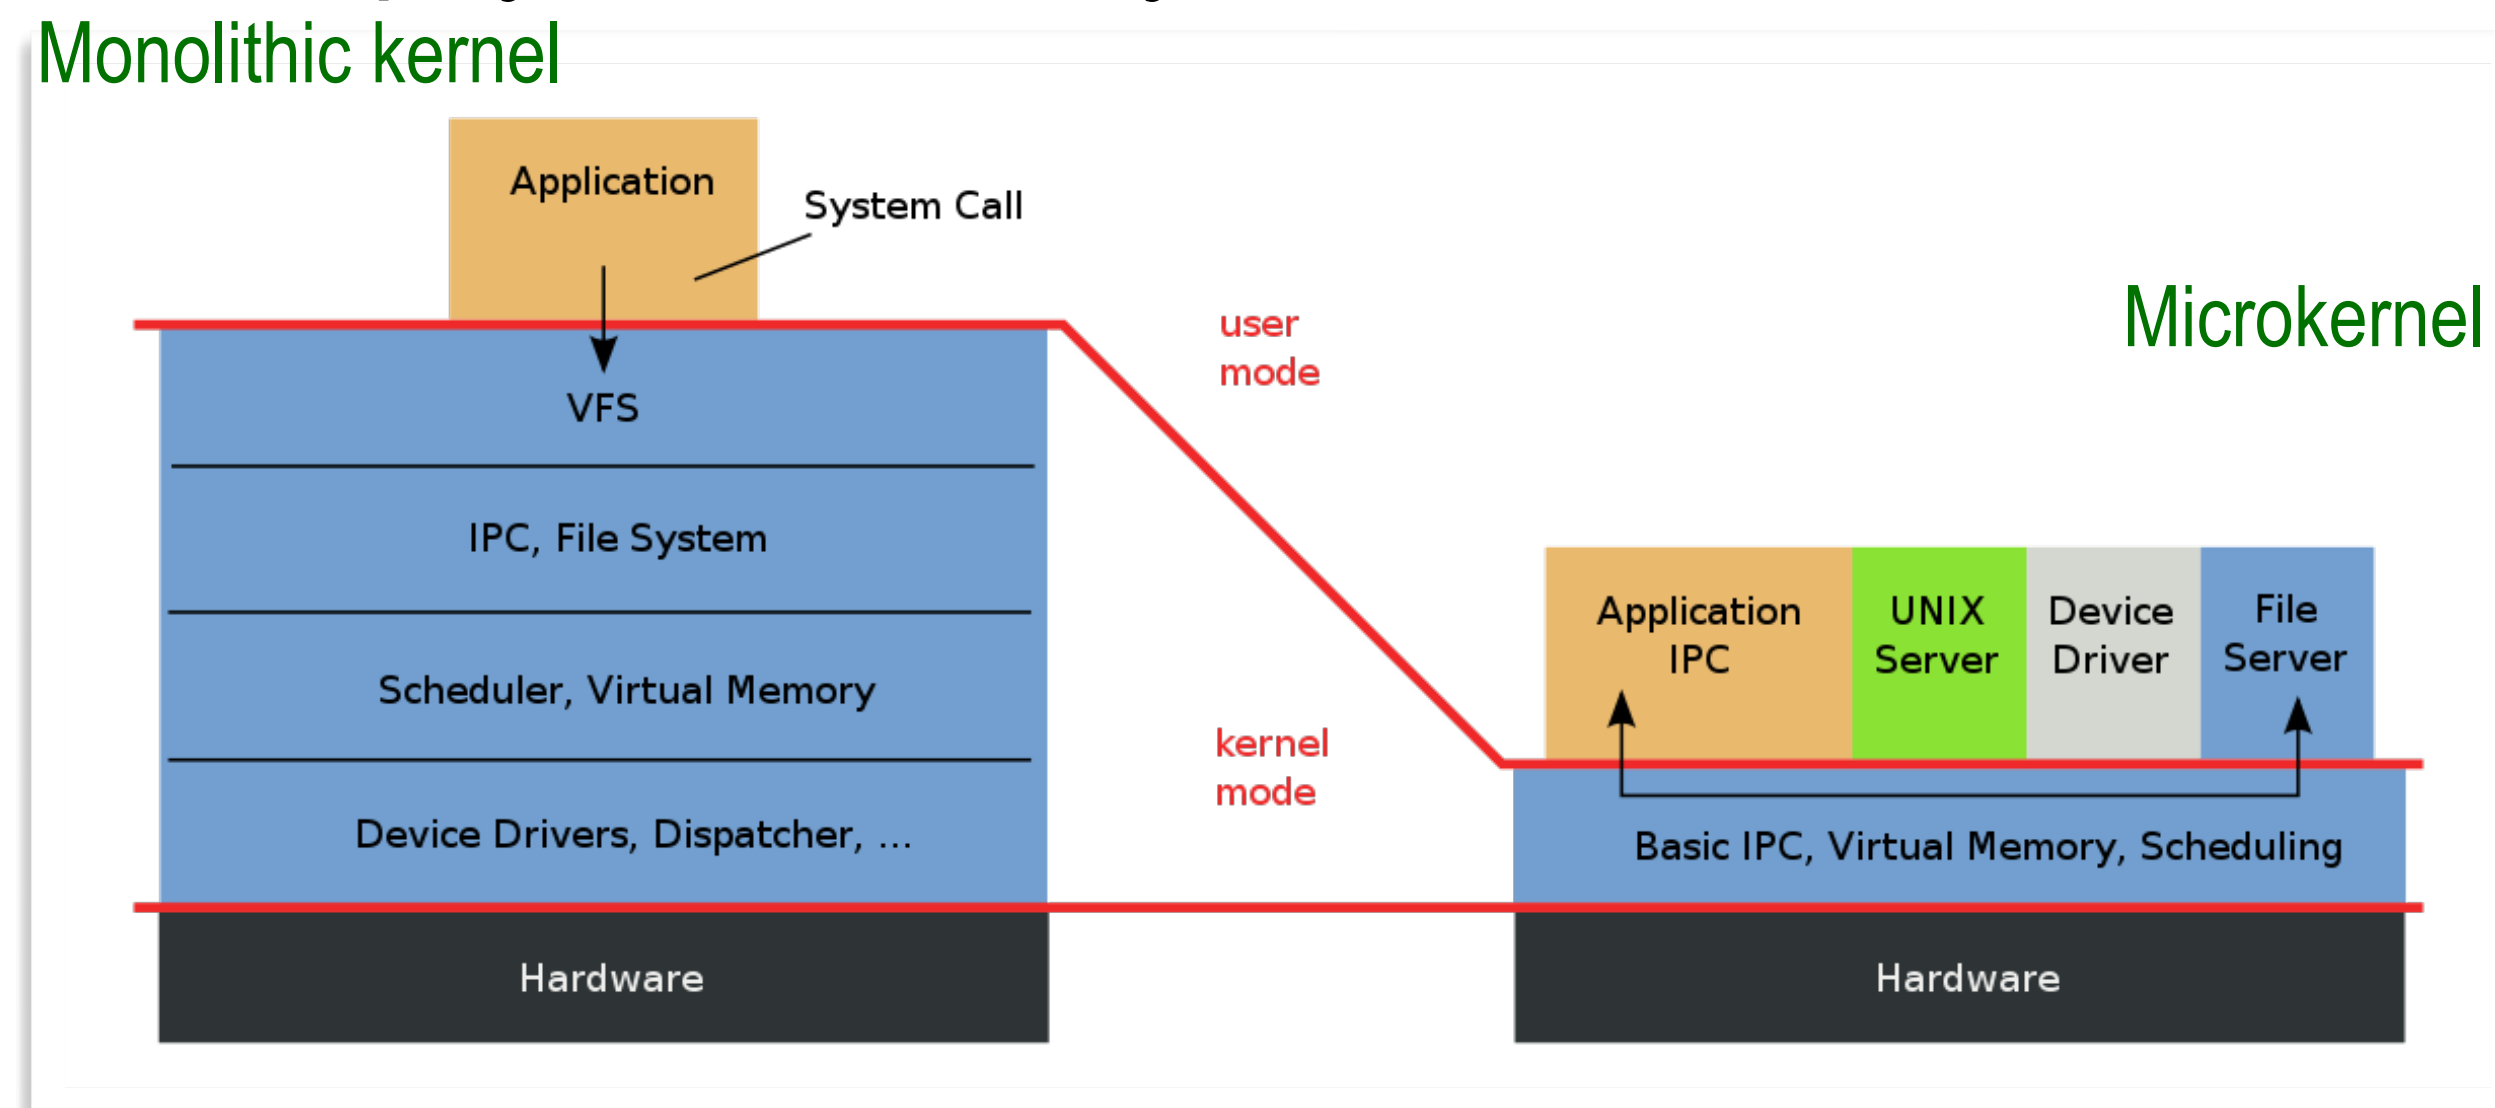 Monolithic kernel
Application
System Call
user
mode
Microkernel
VFS
IPC, File System
Application
IPC
UNIX
Server
Device
Driver
File
Server
Scheduler, Virtual Memory
kernel
mode
Device Drivers, Dispatcher, ...
Basic IPC, Virtual Memory, Scheduling
Hardware
Hardware